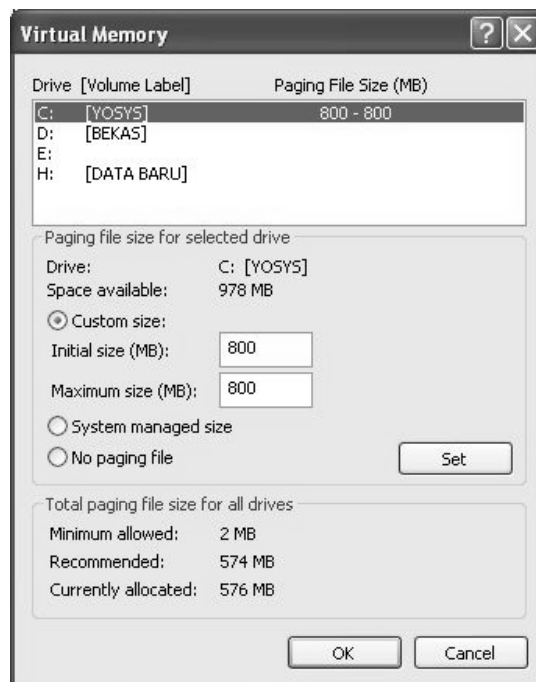 Virtual Memory
Drive [Volume Label] Paging File Size (MB)
C: [YOSYS] 800 - 800
D: [BEKAS]
E:
H: [DATA BARU]
Paging file size for selected drive
Drive: C: [YOSYS]
Space available: 978 MB
Custom size:
Initial size (MB): 800
Maximum size (MB): 800
System managed size
No paging file
Set
Total paging file size for all drives
Minimum allowed: 2 MB
Recommended: 574 MB
Currently allocated: 576 MB
OK Cancel